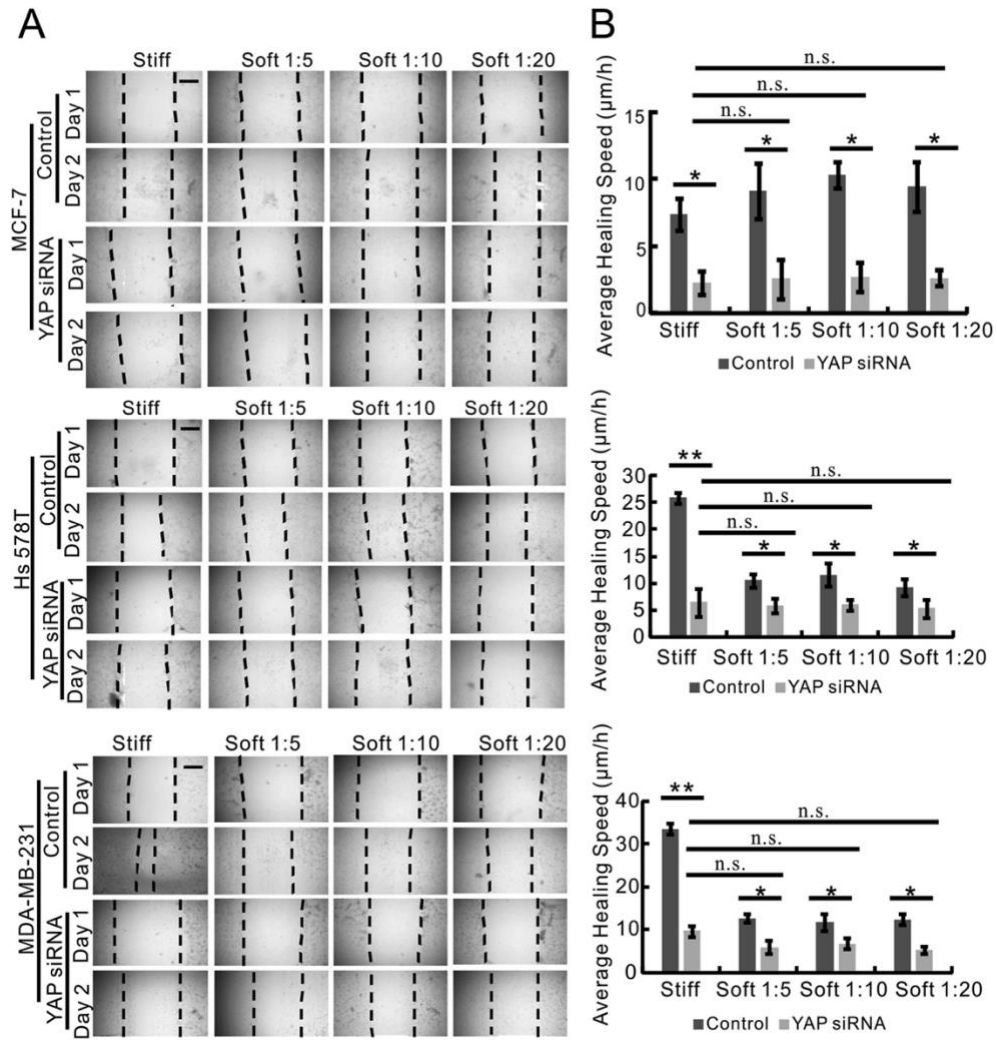 A
Stiff Soft 1:5 Soft 1:10 Soft 1:20
MCF-7
Control
Day 1
Day 2
YAP siRNA
Day 1
Day 2
Stiff Soft 1:5 Soft 1:10 Soft 1:20
Hs 578T
Control
Day 1
Day 2
YAP siRNA
Day 1
Day 2
Stiff Soft 1:5 Soft 1:10 Soft 1:20
MDA-MB-231
Control
Day 1
Day 2
YAP siRNA
Day 1
Day 2
B
Average Healing Speed (µm/h)
n.s.
n.s.
n.s.
* * * *
15
10
5
0
Stiff Soft 1:5 Soft 1:10 Soft 1:20
Control YAP siRNA
Average Healing Speed (µm/h)
**
n.s.
n.s.
n.s.
* * *
30
25
20
15
10
5
0
Stiff Soft 1:5 Soft 1:10 Soft 1:20
Control YAP siRNA
Average Healing Speed (µm/h)
**
n.s.
n.s.
n.s.
* * *
40
30
20
10
0
Stiff Soft 1:5 Soft 1:10 Soft 1:20
Control YAP siRNA